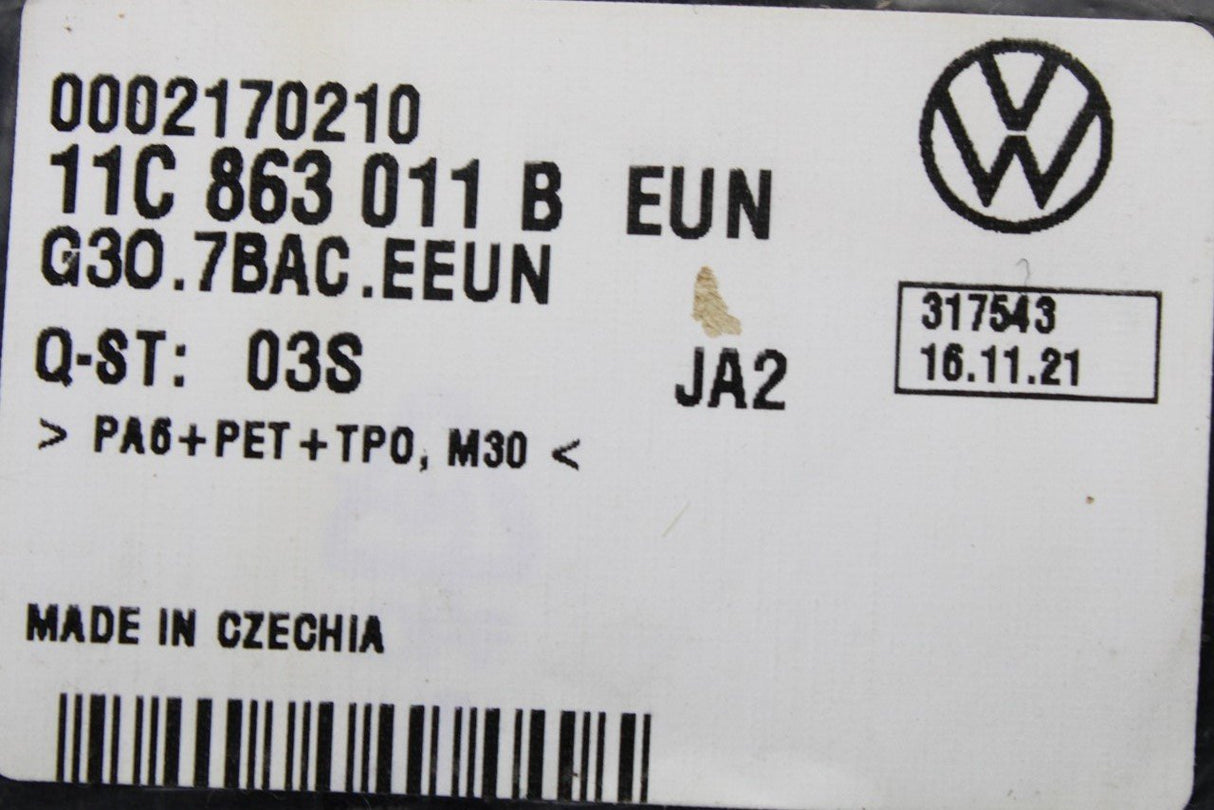 0002170210
11C 863 011 B EUN
G30.7BAC.EEUN
Q-ST: 03S JA2
317543
16.11.21
> PA6+PET+TPO, M30 <
MADE IN CZECHIA